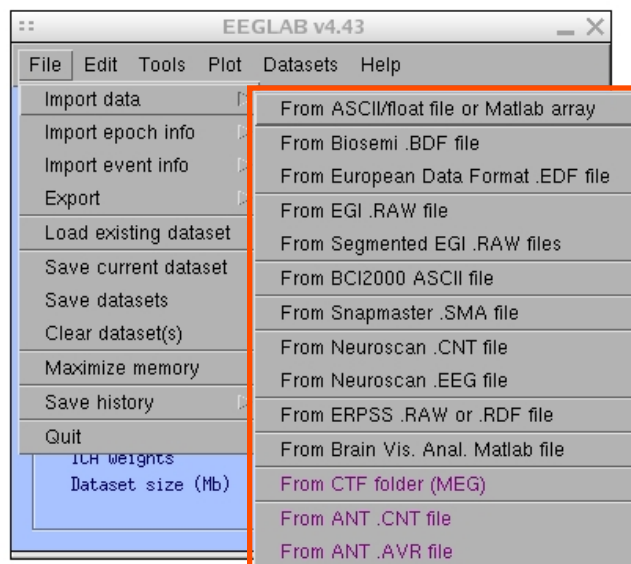 EEGLAB v4.43
File Edit Tools Plot Datasets Help
Import data
Import epoch info
Import event info
Export
Load existing dataset
Save current dataset
Save datasets
Clear dataset(s)
Maximize memory
Save history
Quit
ICA weights
Dataset size (Mb)
From ASCII/float file or Matlab array
From Biosemi .BDF file
From European Data Format .EDF file
From EGI .RAW file
From Segmented EGI .RAW files
From BCI2000 ASCII file
From Snapmaster .SMA file
From Neuroscan .CNT file
From Neuroscan .EEG file
From ERPSS .RAW or .RDF file
From Brain Vis. Anal. Matlab file
From CTF folder (MEG)
From ANT .CNT file
From ANT .AVR file